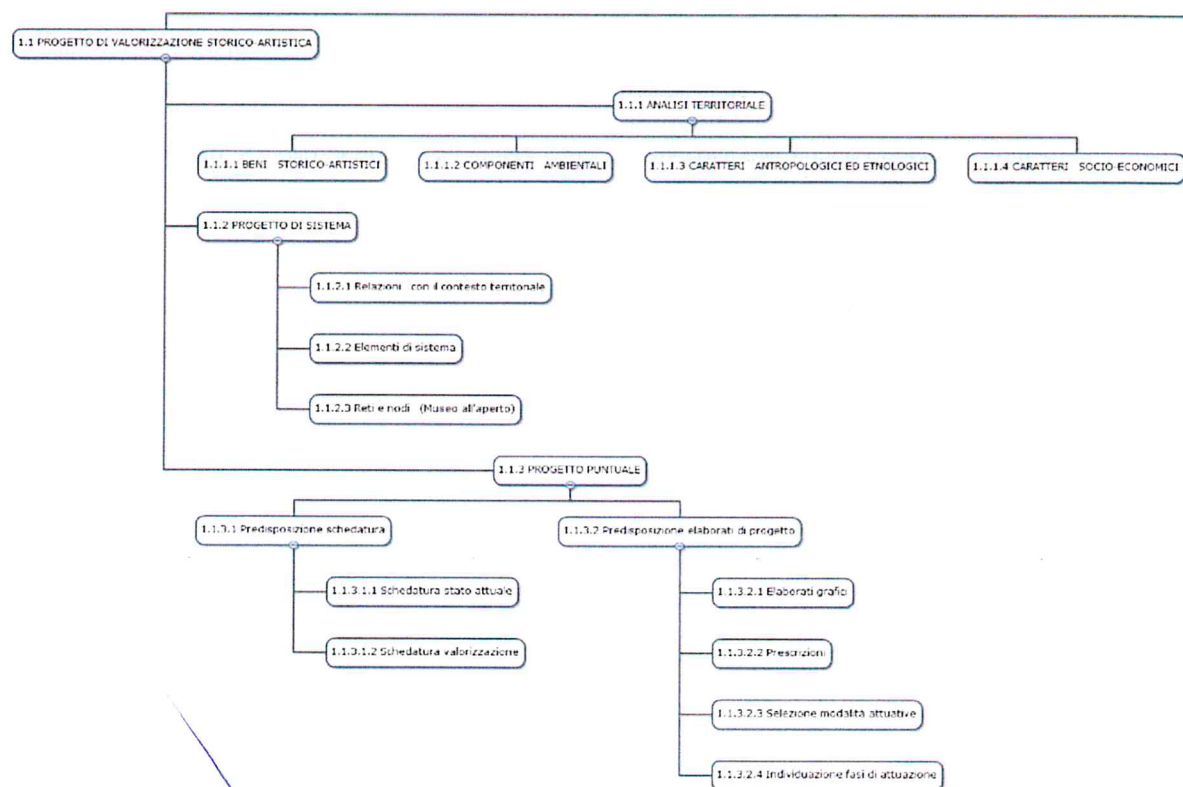 1.1 PROGETTO DI VALORIZZAZIONE STORICO-ARTISTICA
1.1.1 ANALISI TERRITORIALE
1.1.1.1 BENI STORICO-ARTISTICI
1.1.1.2 COMPONENTI AMBIENTALI
1.1.1.3 CARATTERI ANTROPOLOGICI ED ETNOLOGICI
1.1.1.4 CARATTERI SOCIO-ECONOMICI
1.1.2 PROGETTO DI SISTEMA
1.1.2.1 Relazioni con il contesto territoriale
1.1.2.2 Elementi di sistema
1.1.2.3 Reti e nodi (Museo all'aperto)
1.1.3 PROGETTO PUNTUALE
1.1.3.1 Predisposizione schedatura
1.1.3.2 Predisposizione elaborati di progetto
1.1.3.1.1 Schedatura stato attuale
1.1.3.2.1 Elaborati grafici
1.1.3.1.2 Schedatura valorizzazione
1.1.3.2.2 Prescrizioni
1.1.3.2.3 Selezione modalità attuative
1.1.3.2.4 Individuazione fasi di attuazione